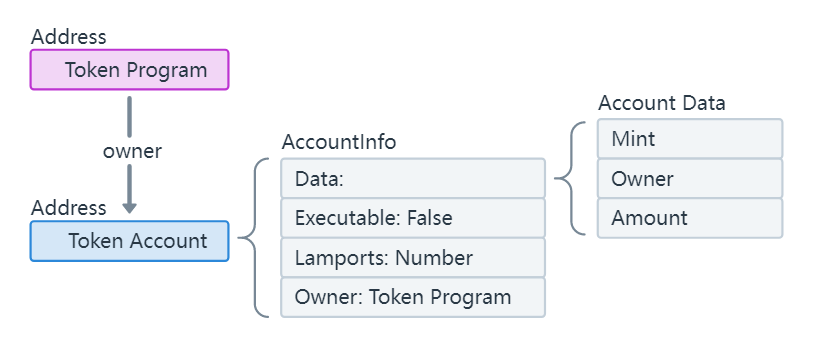 Address
Token Program
owner
Address
Token Account
AccountInfo
Data:
Executable: False
Lamports: Number
Owner: Token Program
Account Data
Mint
Owner
Amount